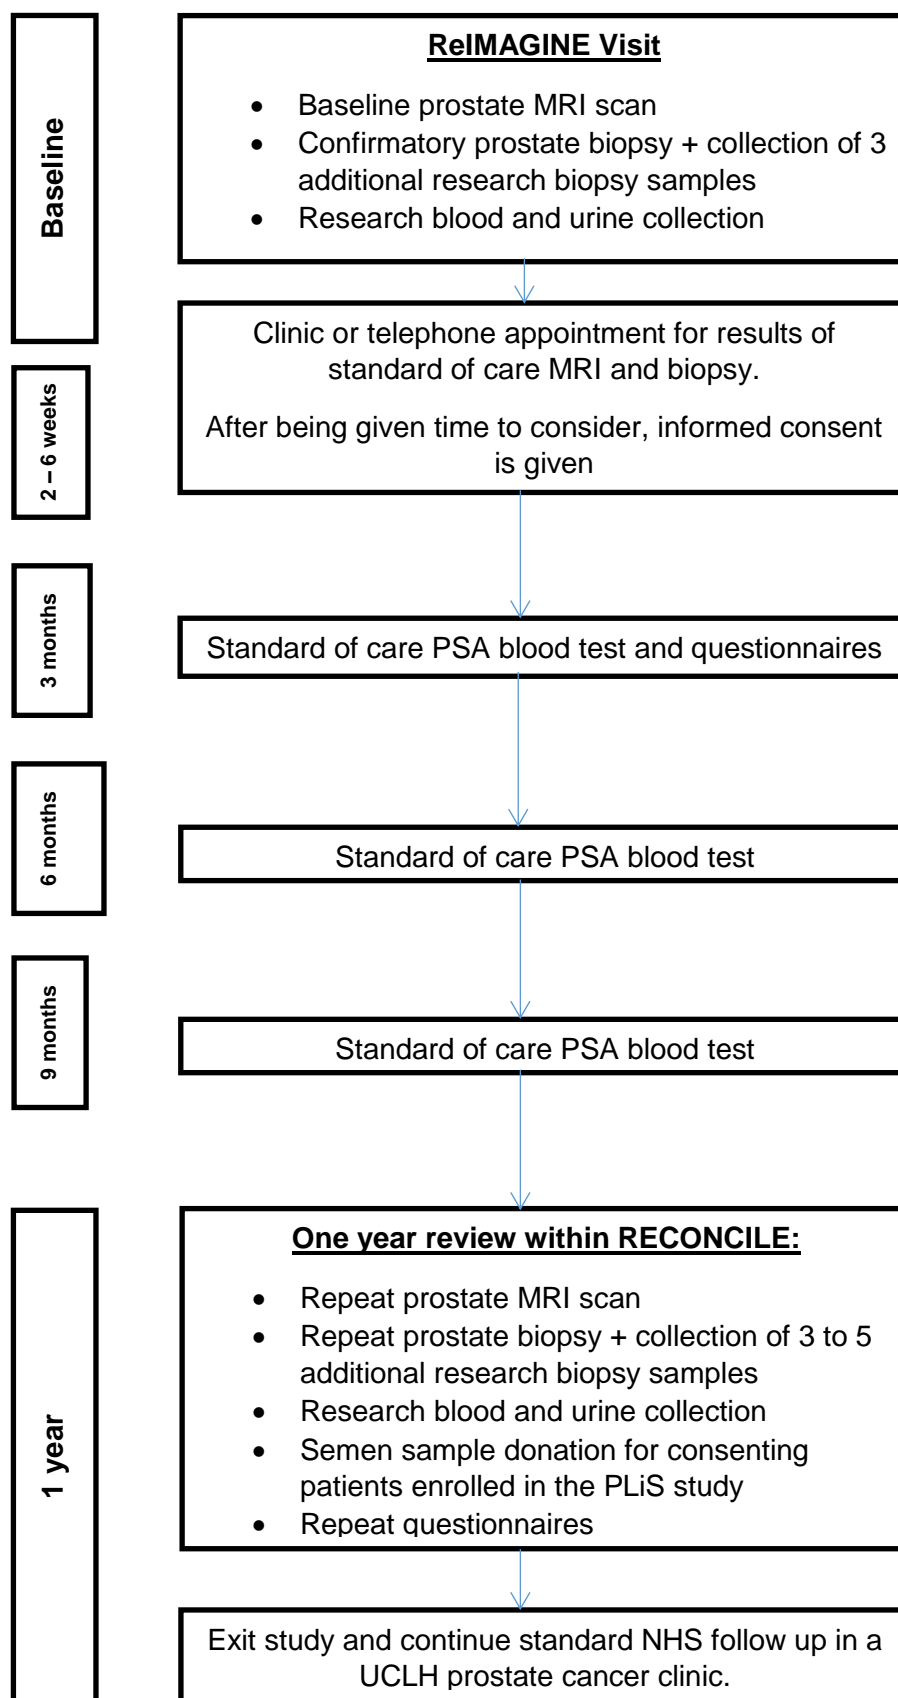 Baseline
ReIMAGINE Visit
• Baseline prostate MRI scan
• Confirmatory prostate biopsy + collection of 3
additional research biopsy samples
• Research blood and urine collection
2 – 6 weeks
Clinic or telephone appointment for results of
standard of care MRI and biopsy.
After being given time to consider, informed consent
is given
3 months
Standard of care PSA blood test and questionnaires
6 months
Standard of care PSA blood test
9 months
Standard of care PSA blood test
1 year
One year review within RECONCILE:
• Repeat prostate MRI scan
• Repeat prostate biopsy + collection of 3 to 5
additional research biopsy samples
• Research blood and urine collection
• Semen sample donation for consenting
patients enrolled in the PLiS study
• Repeat questionnaires
Exit study and continue standard NHS follow up in a
UCLH prostate cancer clinic.